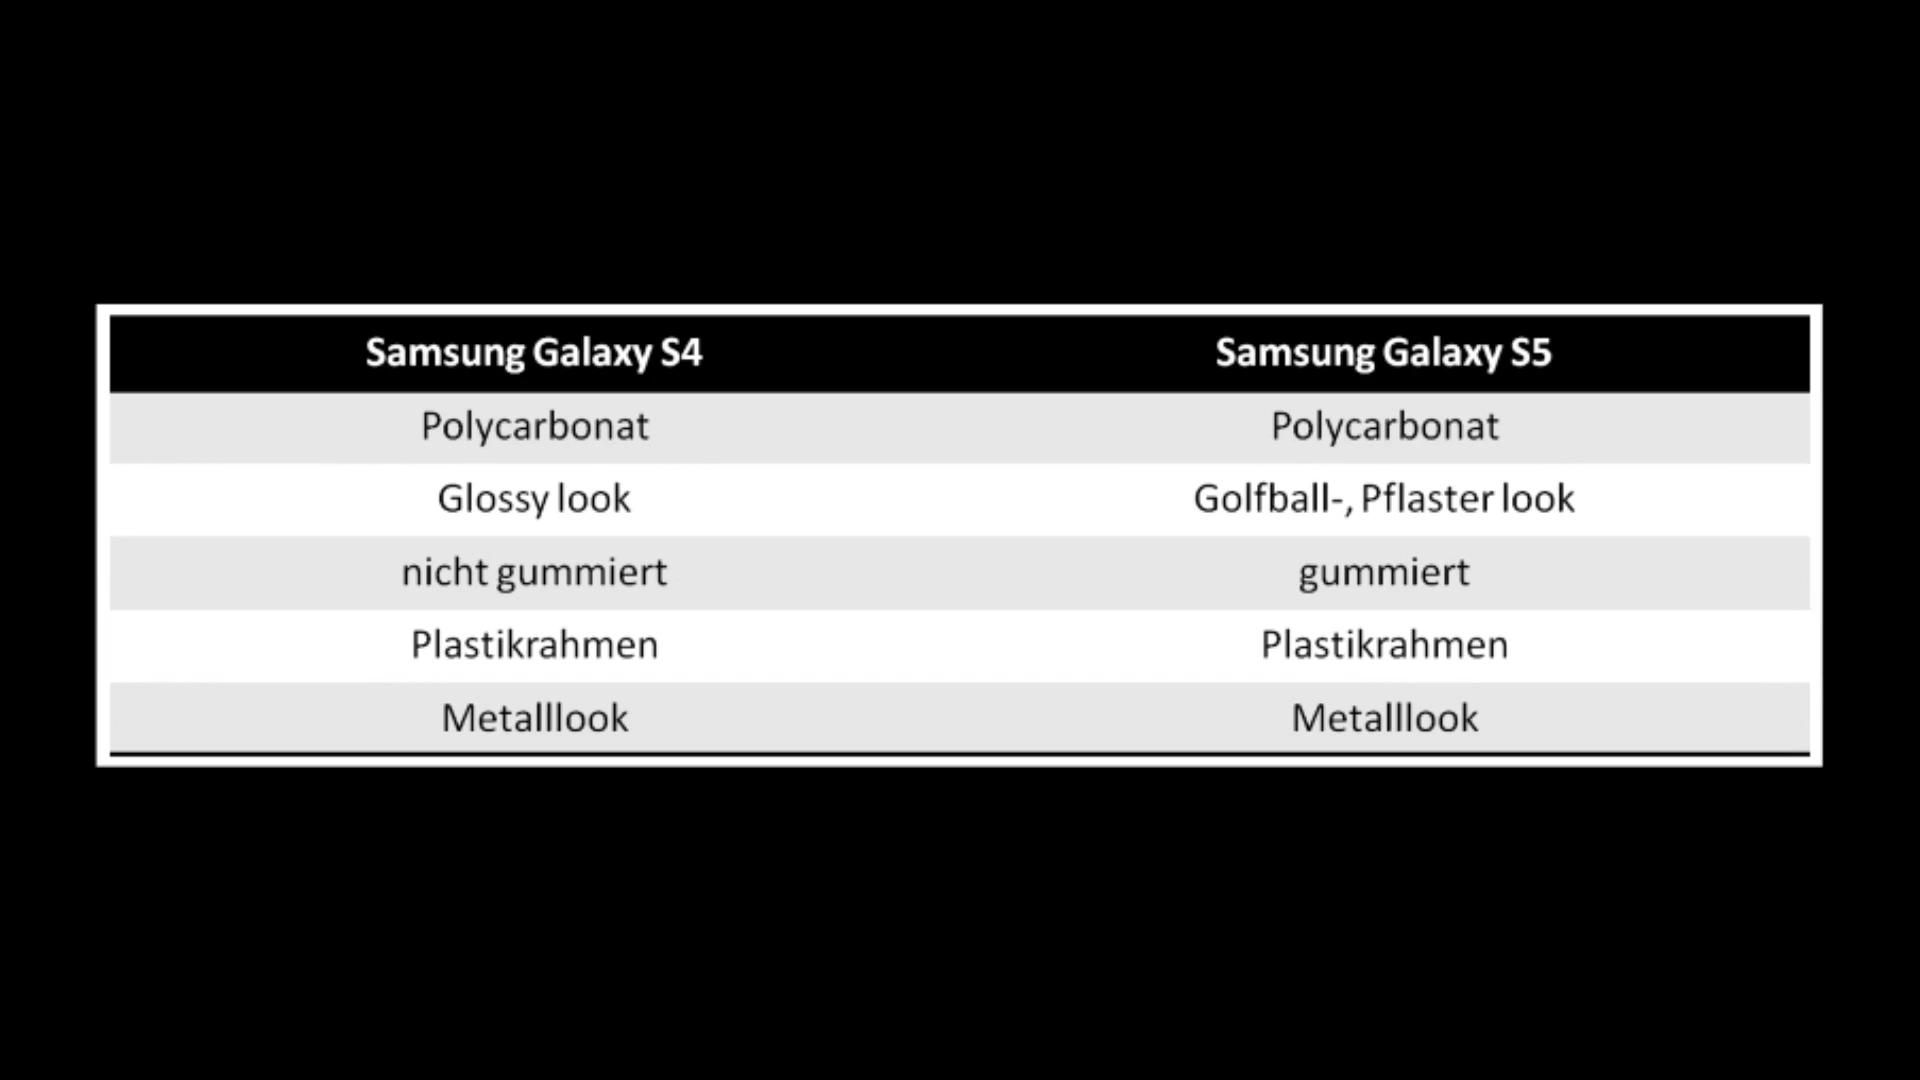 Samsung Galaxy S4 Samsung Galaxy S5
Polycarbonat Polycarbonat
Glossy look Golfball-, Pflaster look
nicht gummiert gummiert
Plastikrahmen Plastikrahmen
Metalllook Metalllook